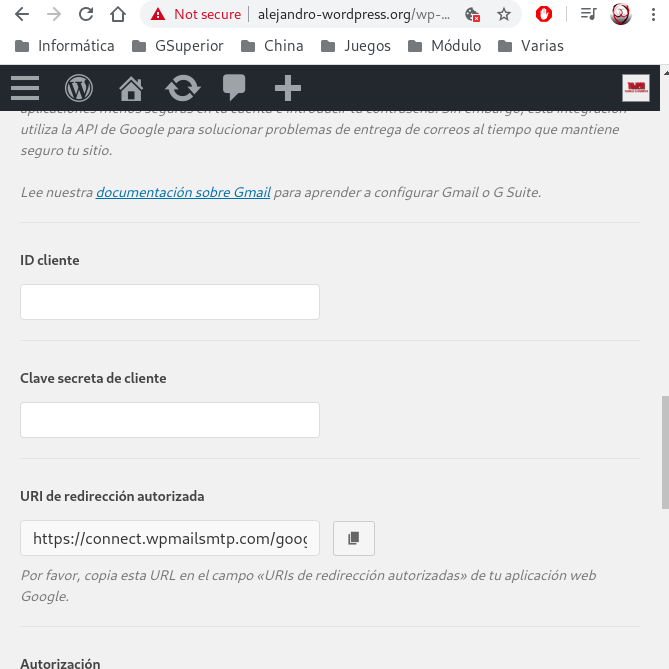 Not secure
alejandro-wordpress.org/wp-...
Informática
GSuperior
China
Juegos
Módulo
Varias
aplicaciones menos seguras en tu cuenta e introducir tu contraseña. Sin embargo, esta integración
utiliza la API de Google para solucionar problemas de entrega de correos al tiempo que mantiene
seguro tu sitio.
Lee nuestra documentación sobre Gmail para aprender a configurar Gmail o G Suite.
ID cliente
Clave secreta de cliente
URI de redirección autorizada
https://connect.wpmailsmtp.com/goog
Por favor, copia esta URL en el campo «URIs de redirección autorizadas» de tu aplicación web
Google.
Autorización